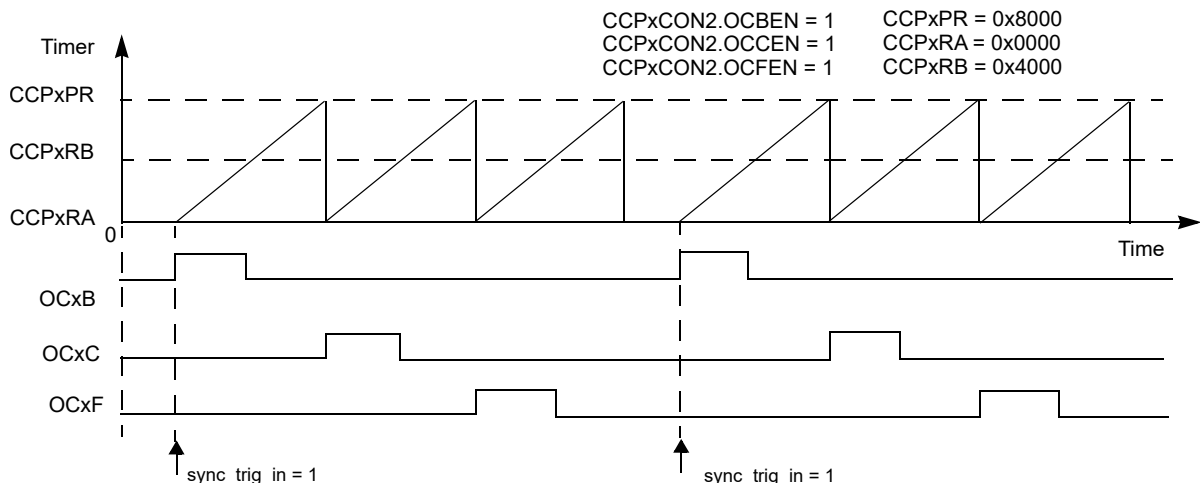 CCPxCON2.OCBEN = 1 CCPxPR = 0x8000
Timer CCPxCON2.OCCEN = 1 CCPxRA = 0x0000
CCPxCON2.OCFEN = 1 CCPxRB = 0x4000
CCPxPR
CCPxRB
CCPxRA
0
Time
OCxB
OCxC
OCxF
sync_trig_in = 1 sync_trig_in = 1